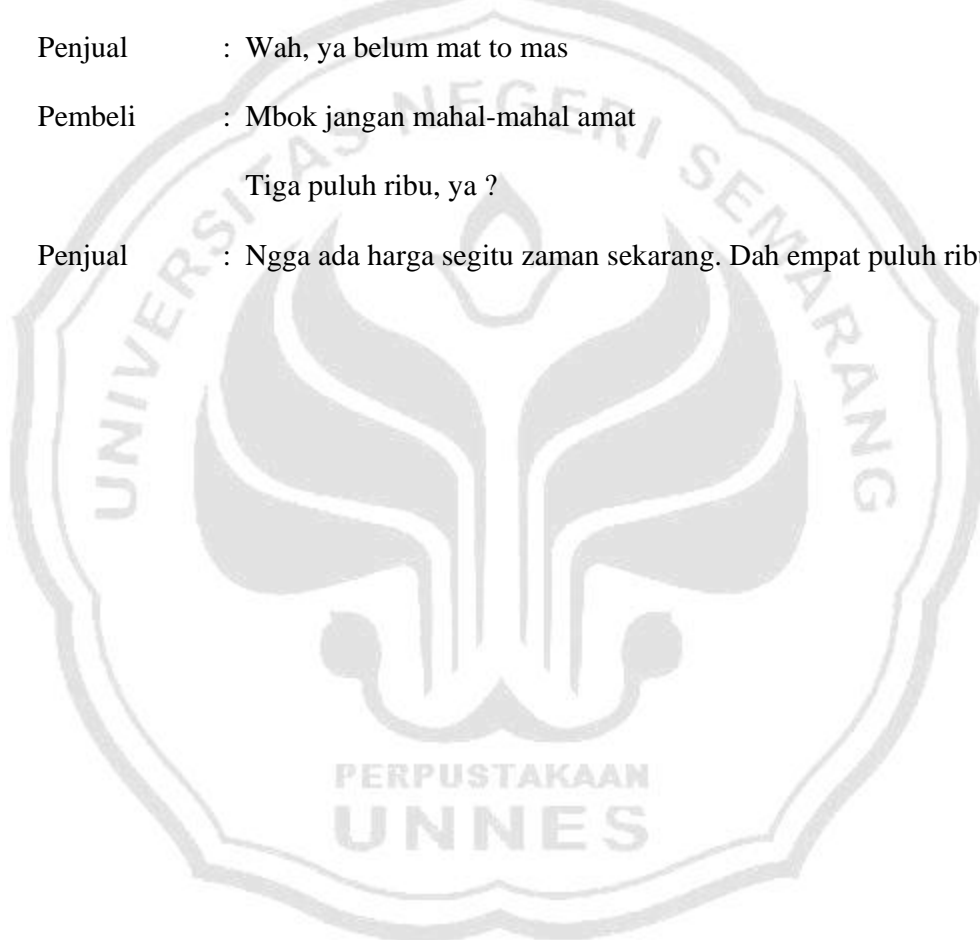 Penjual : Wah, ya belum mat to mas
Pembeli : Mbok jangan mahal-mahal amat
Tiga puluh ribu, ya ?
Penjual : Ngga ada harga segitu zaman sekarang. Dah empat puluh ribu
UNIVERSITAS NEGERI SEMARANG
PERPUSTAKAAN
UNNES